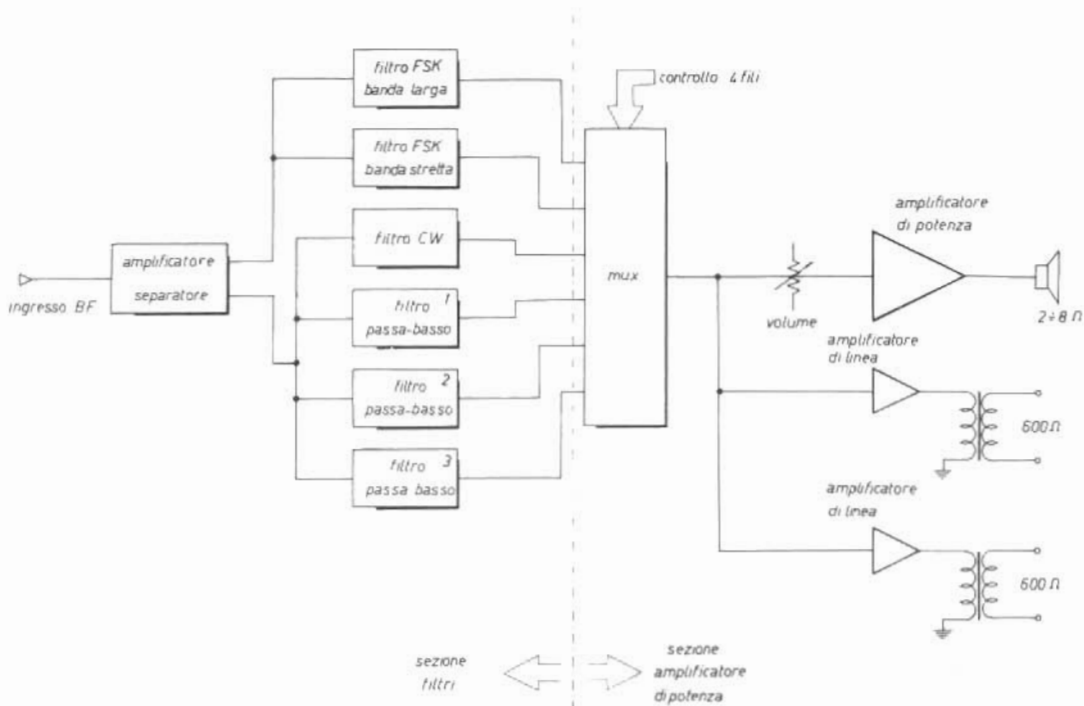 filtro FSK
banda larga
controllo 4 fili
filtro FSK
banda stretta
amplificatore
di potenza
filtro CW
amplificatore
separatore
mux
ingresso BF
filtro 1
passa-basso
volume
2÷8 Ω
amplificatore
di linea
filtro 2
passa-basso
600 Ω
filtro 3
passa basso
amplificatore
di linea
600 Ω
sezione
filtri
sezione
amplificatore
di potenza